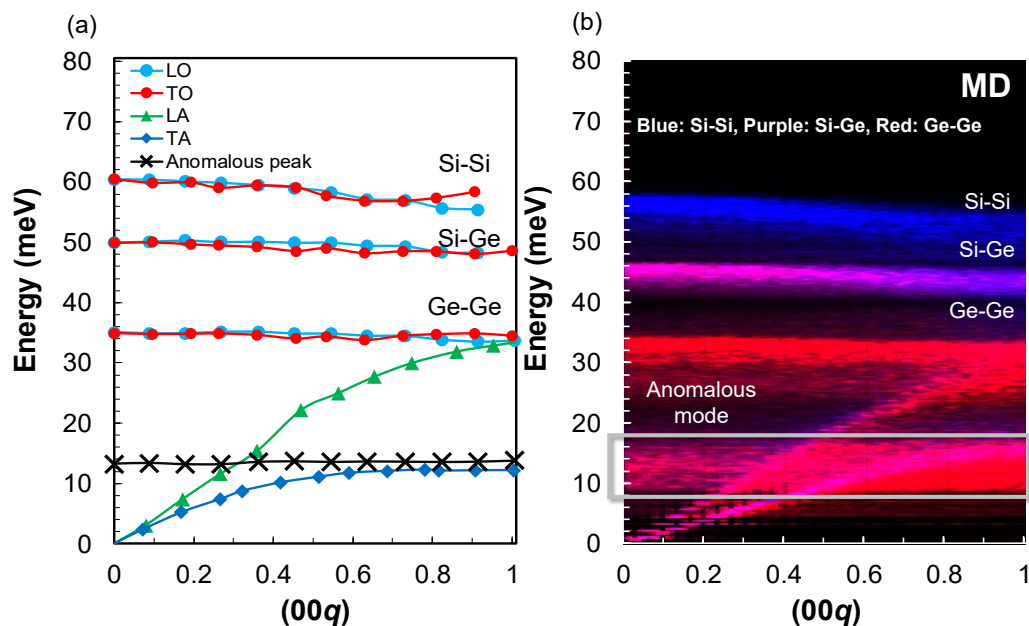 (a)
80
70
60
50
40
30
20
10
0
Energy (meV)
LO
TO
LA
TA
Anomalous peak
Si-Si
Si-Ge
Ge-Ge
0 0.2 0.4 0.6 0.8 1
(00q)
(b)
80
70
60
50
40
30
20
10
0
Energy (meV)
MD
Blue: Si-Si, Purple: Si-Ge, Red: Ge-Ge
Si-Si
Si-Ge
Ge-Ge
Anomalous
mode
0 0.2 0.4 0.6 0.8 1
(00q)